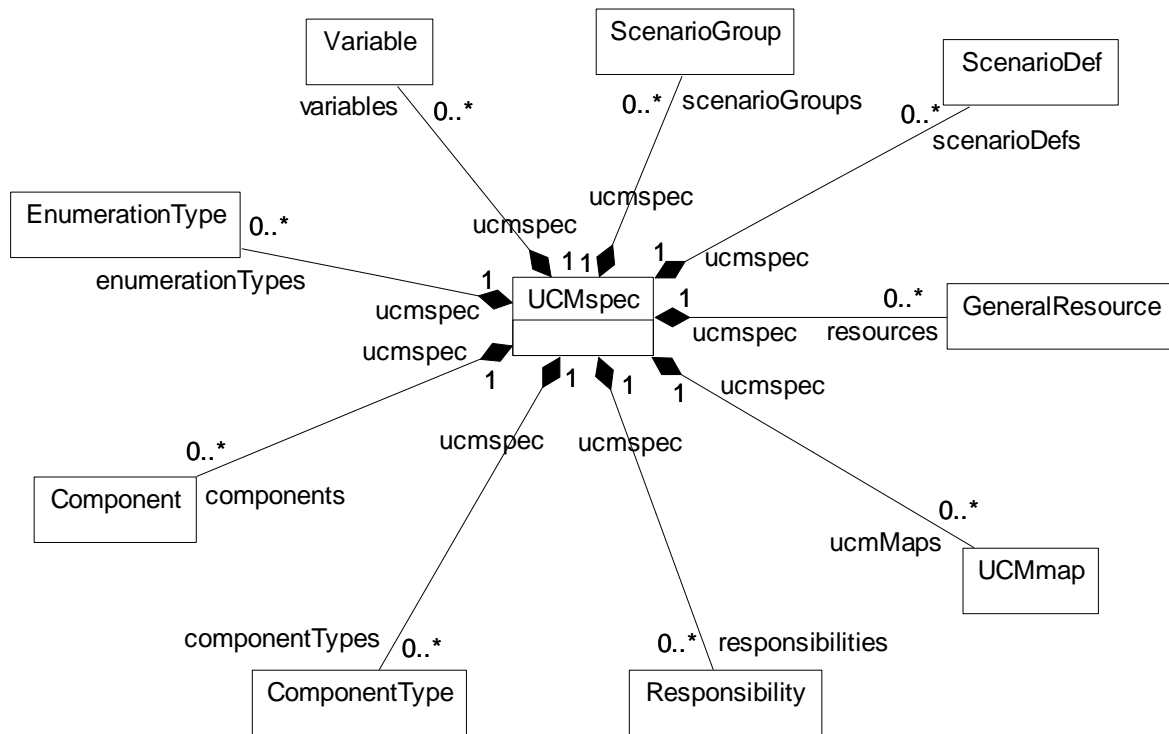 ScenarioGroup
Variable
ScenarioDef
variables
0..*
0..*
scenarioGroups
0..*
scenarioDefs
EnumerationType
0..*
ucmspec
ucmspec
enumerationTypes
1
1
1
1
ucmspec
UCMspec
1
0..*
GeneralResource
ucmspec
ucmspec
resources
ucmspec
1
1
1
1
ucmspec
ucmspec
ucmspec
0..*
Component
components
0..*
ucmMaps
UCMmap
componentTypes
0..*
0..*
responsibilities
ComponentType
Responsibility